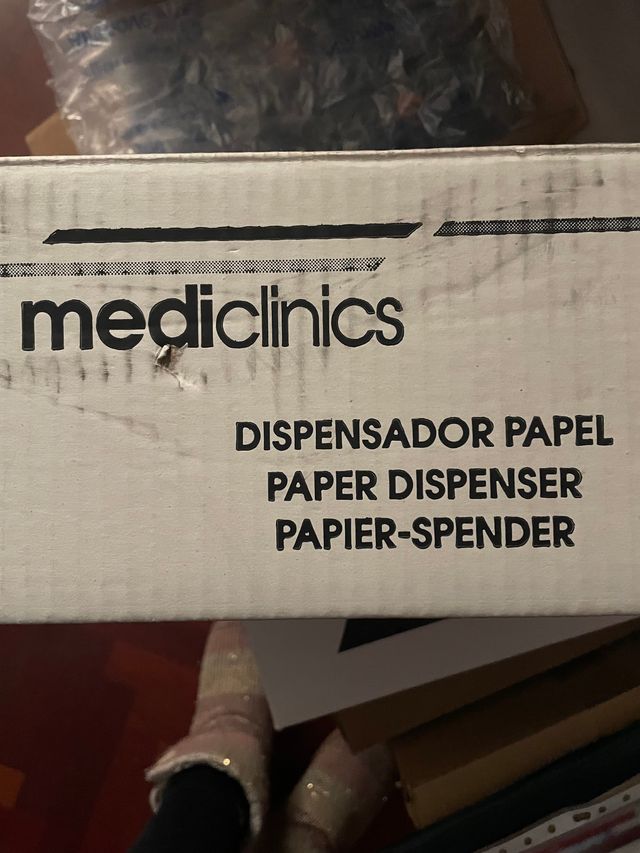 mediclinics
DISPENSADOR PAPEL
PAPER DISPENSER
PAPIER-SPENDER